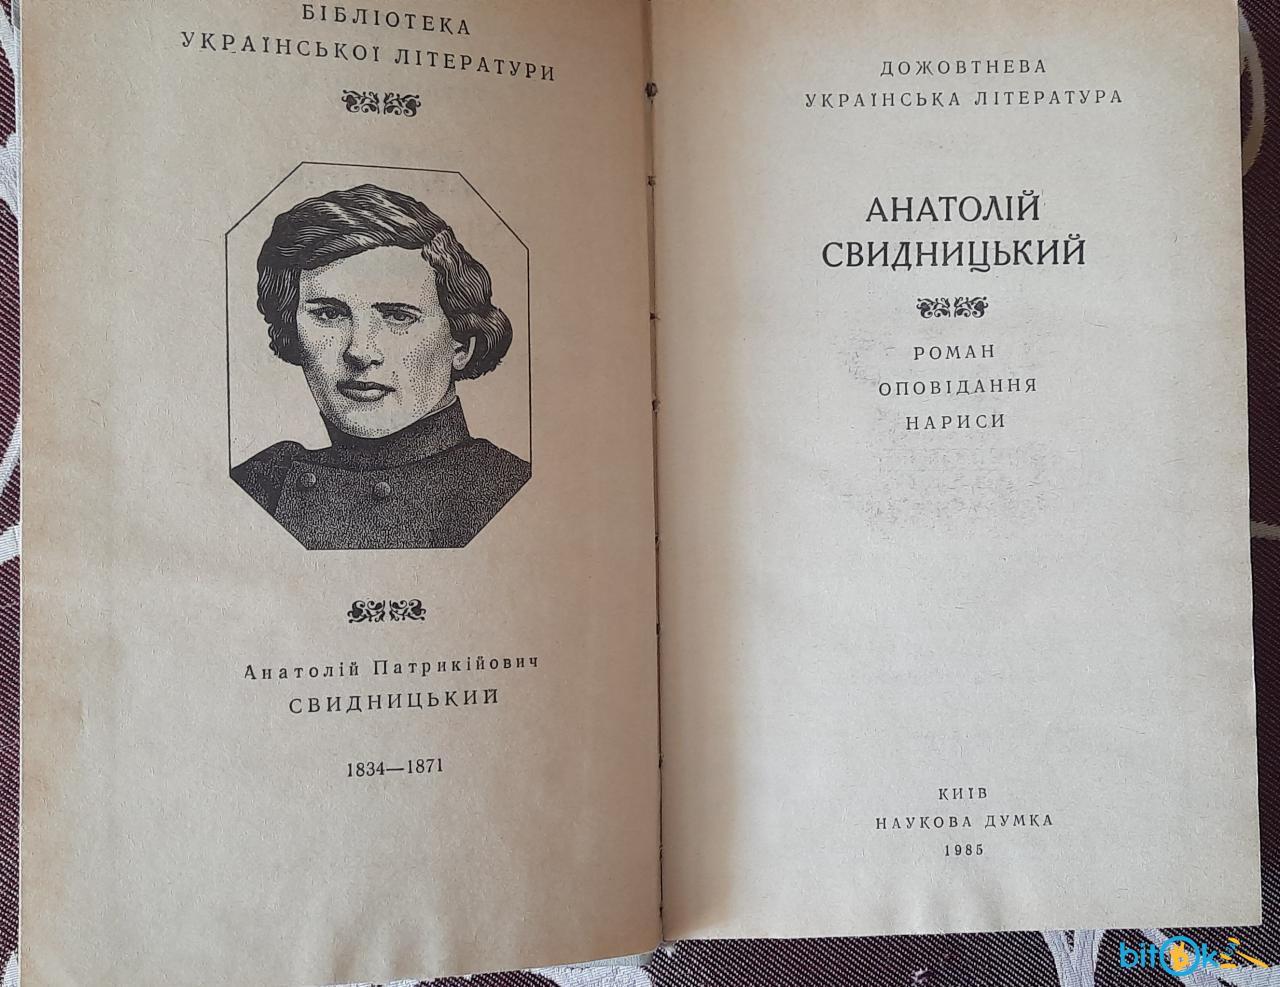 БІБЛІОТЕКА
УКРАЇНСЬКОЇ ЛІТЕРАТУРИ
Анатолій Патрикійович
СВИДНИЦЬКИЙ
1834—1871
ДОЖОВТНЕВА
УКРАЇНСЬКА ЛІТЕРАТУРА
АНАТОЛІЙ
СВИДНИЦЬКИЙ
РОМАН
ОПОВІДАННЯ
НАРИСИ
КИЇВ
НАУКОВА ДУМКА
1985
bitOk